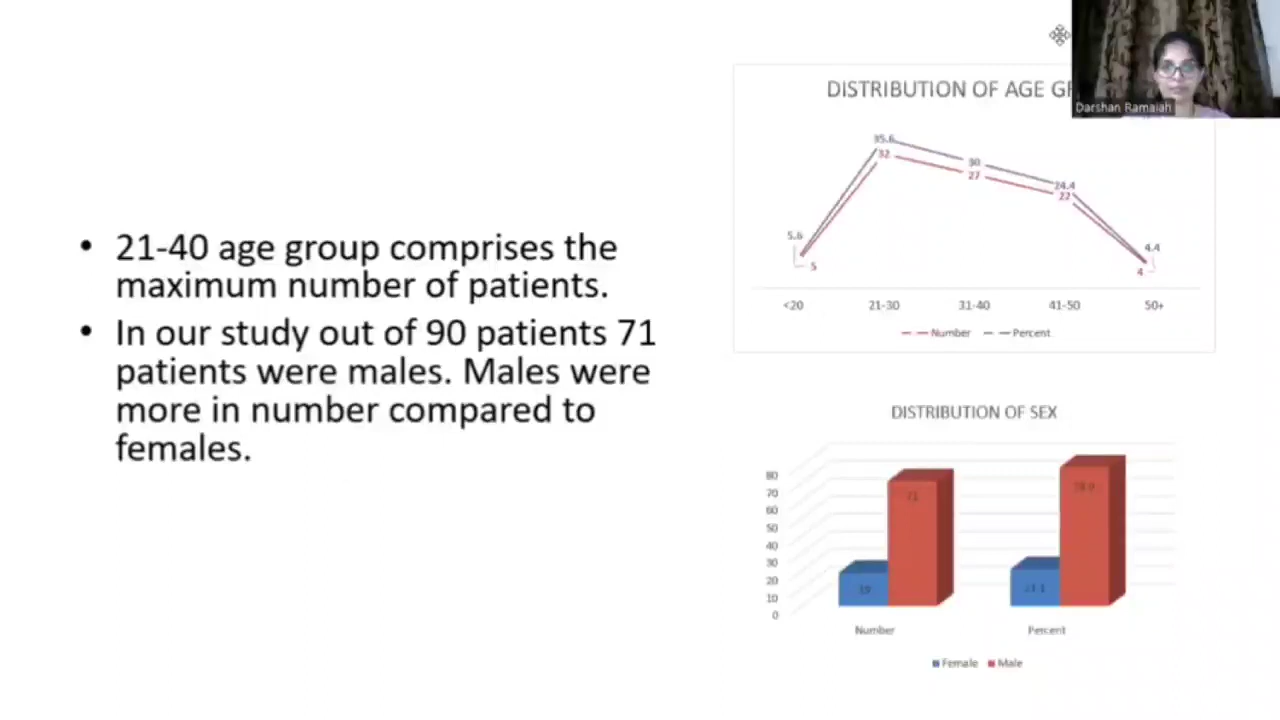 • 21-40 age group comprises the
maximum number of patients.
• In our study out of 90 patients 71
patients were males. Males were
more in number compared to
females.
Darshan Ramaiah
DISTRIBUTION OF AGE
35.6
32
30
27
24.4
22
5.6
5
4.4
4
<20 21-30 31-40 41-50 50+
Number Percent
DISTRIBUTION OF SEX
80
70
60
50
40
30
20
10
0
19
71
21.1
78.9
Number Percent
Female Male